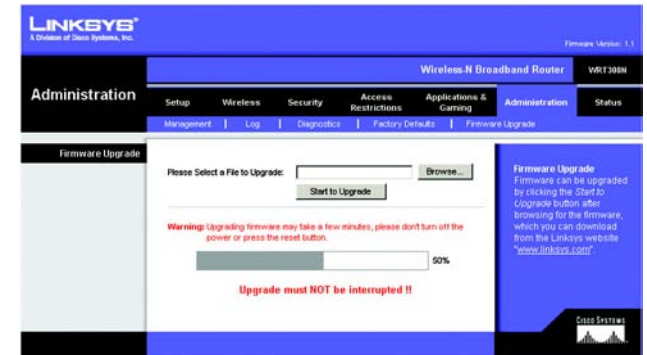 LINKSYS®
A Division of Cisco Systems, Inc.
Firmware Version: 1.1
Wireless-N Broadband Router WRT300N
Administration
Setup Wireless Security Access Restrictions Applications & Gaming Administration Status
Management | Log | Diagnostics | Factory Defaults | Firmware Upgrade
Firmware Upgrade
Please Select a File to Upgrade: Browse...
Start to Upgrade
Warning: Upgrading firmware may take a few minutes, please don't turn off the
power or press the reset button.
50%
Upgrade must NOT be interrupted !!
Firmware Upgrade
Firmware can be upgraded
by clicking the Start to
Upgrade button after
browsing for the firmware,
which you can download
from the Linksys website
"www.linksys.com".
CISCO SYSTEMS